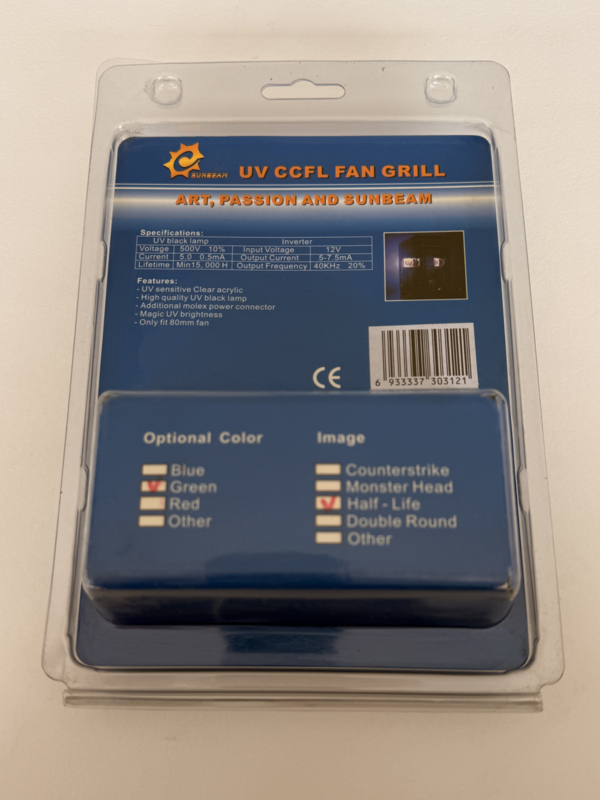 SUNBEAM UV CCFL FAN GRILL
ART, PASSION AND SUNBEAM
Specifications:
UV black lamp Inverter
Voltage 500V 10% Input Voltage 12V
Current 5.0 0.5mA Output Current 5-7.5mA
Lifetime Min15, 000 H Output Frequency 40KHz 20%
Features:
- UV sensitive Clear acrylic
- High quality UV black lamp
- Additional molex power connector
- Magic UV brightness
- Only fit 80mm fan
CE
6 933337 303121
Optional Color Image
Blue Counterstrike
Green Monster Head
Red Half - Life
Other Double Round
Other